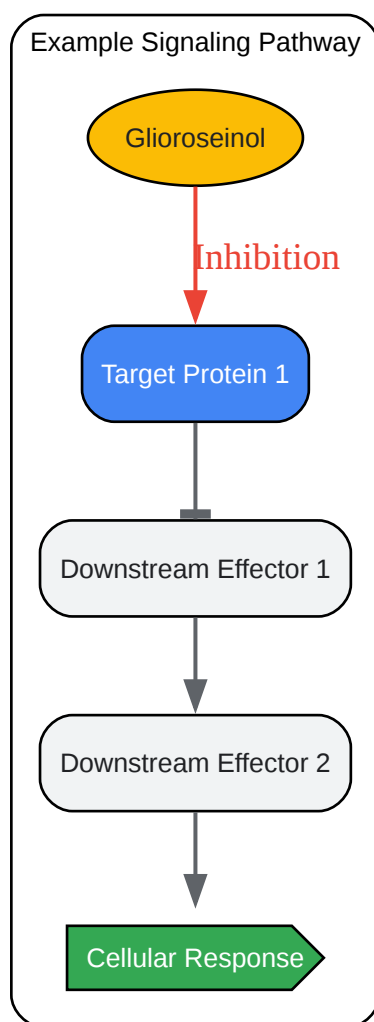 Example Signaling Pathway
Glioroseinol
Inhibition
Target Protein 1
Downstream Effector 1
Downstream Effector 2
Cellular Response